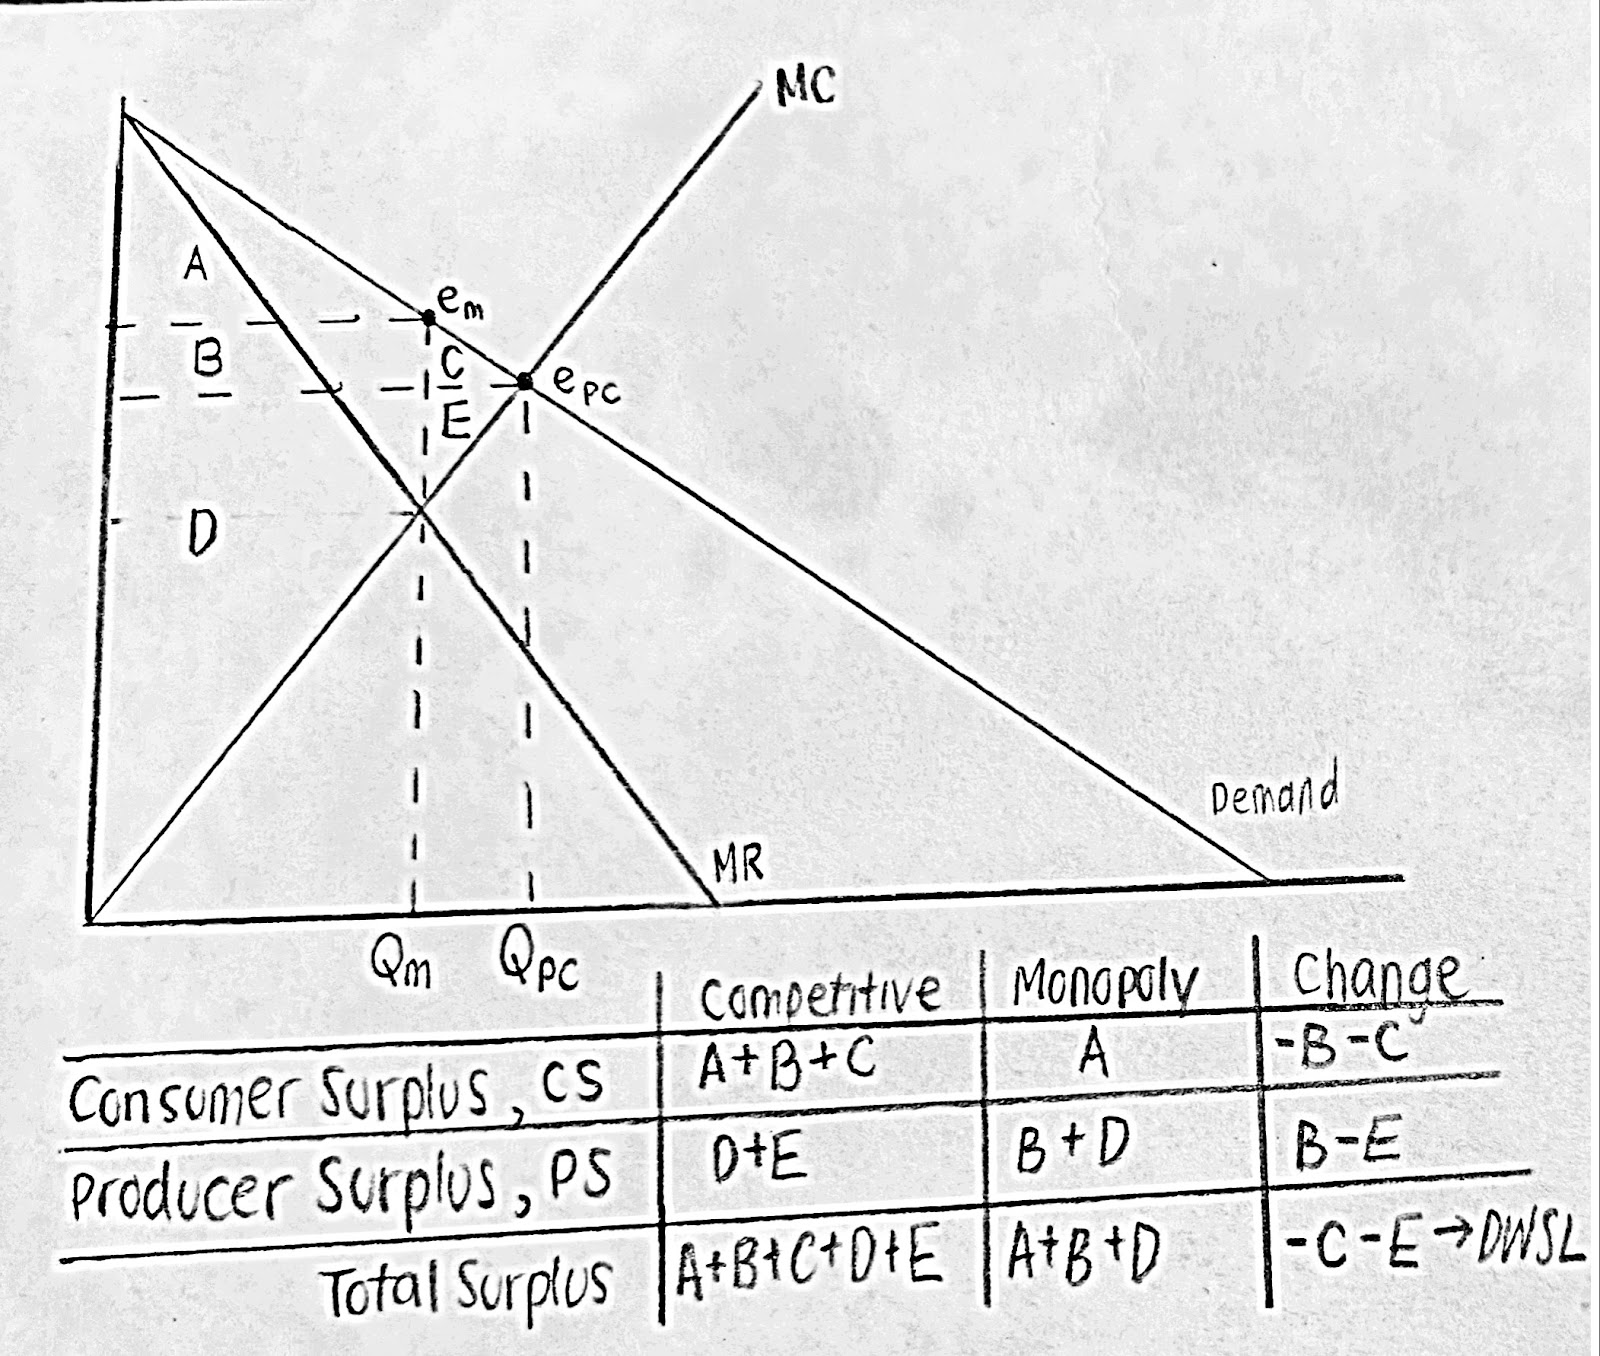 MC
A
em
B
C
ePC
E
D
Demand
MR
Qm QPC
Competitive Monopoly Change
Consumer Surplus, CS A+B+C A -B-C
Producer Surplus, PS D+E B+D B-E
Total Surplus A+B+C+D+E A+B+D -C-E→DWSL